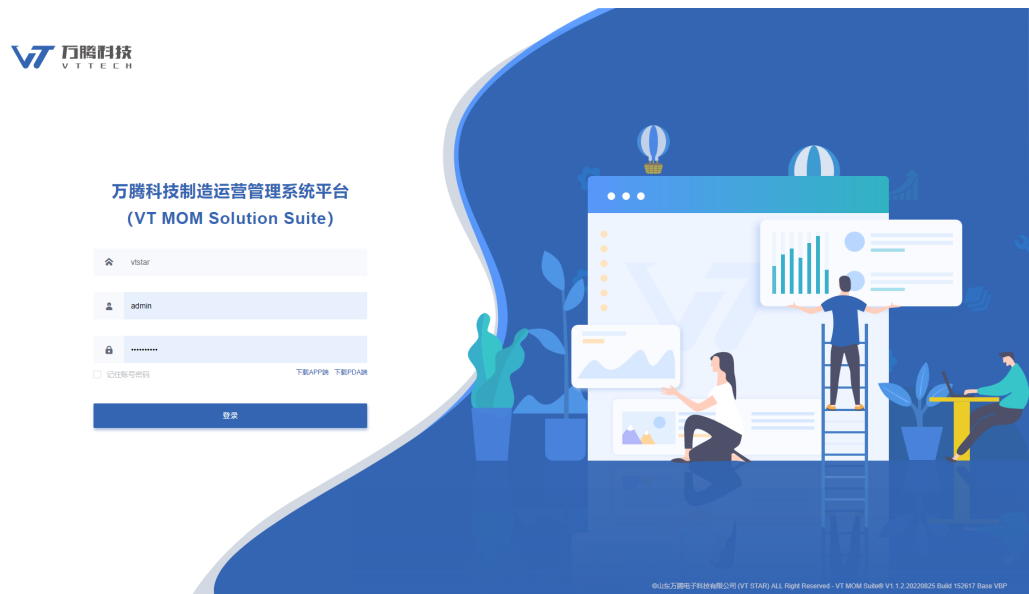 VT 万腾科技
VTTECH
万腾科技制造运营管理系统平台
（VT MOM Solution Suite）
vtstar
admin
••••••••••
记住账号密码 下载APP端 下载PDA端
登录
©山东万腾电子科技有限公司 (VT STAR) ALL Right Reserved - VT MOM Suite® V1.1.2.20220825 Build 152617 Base VBP